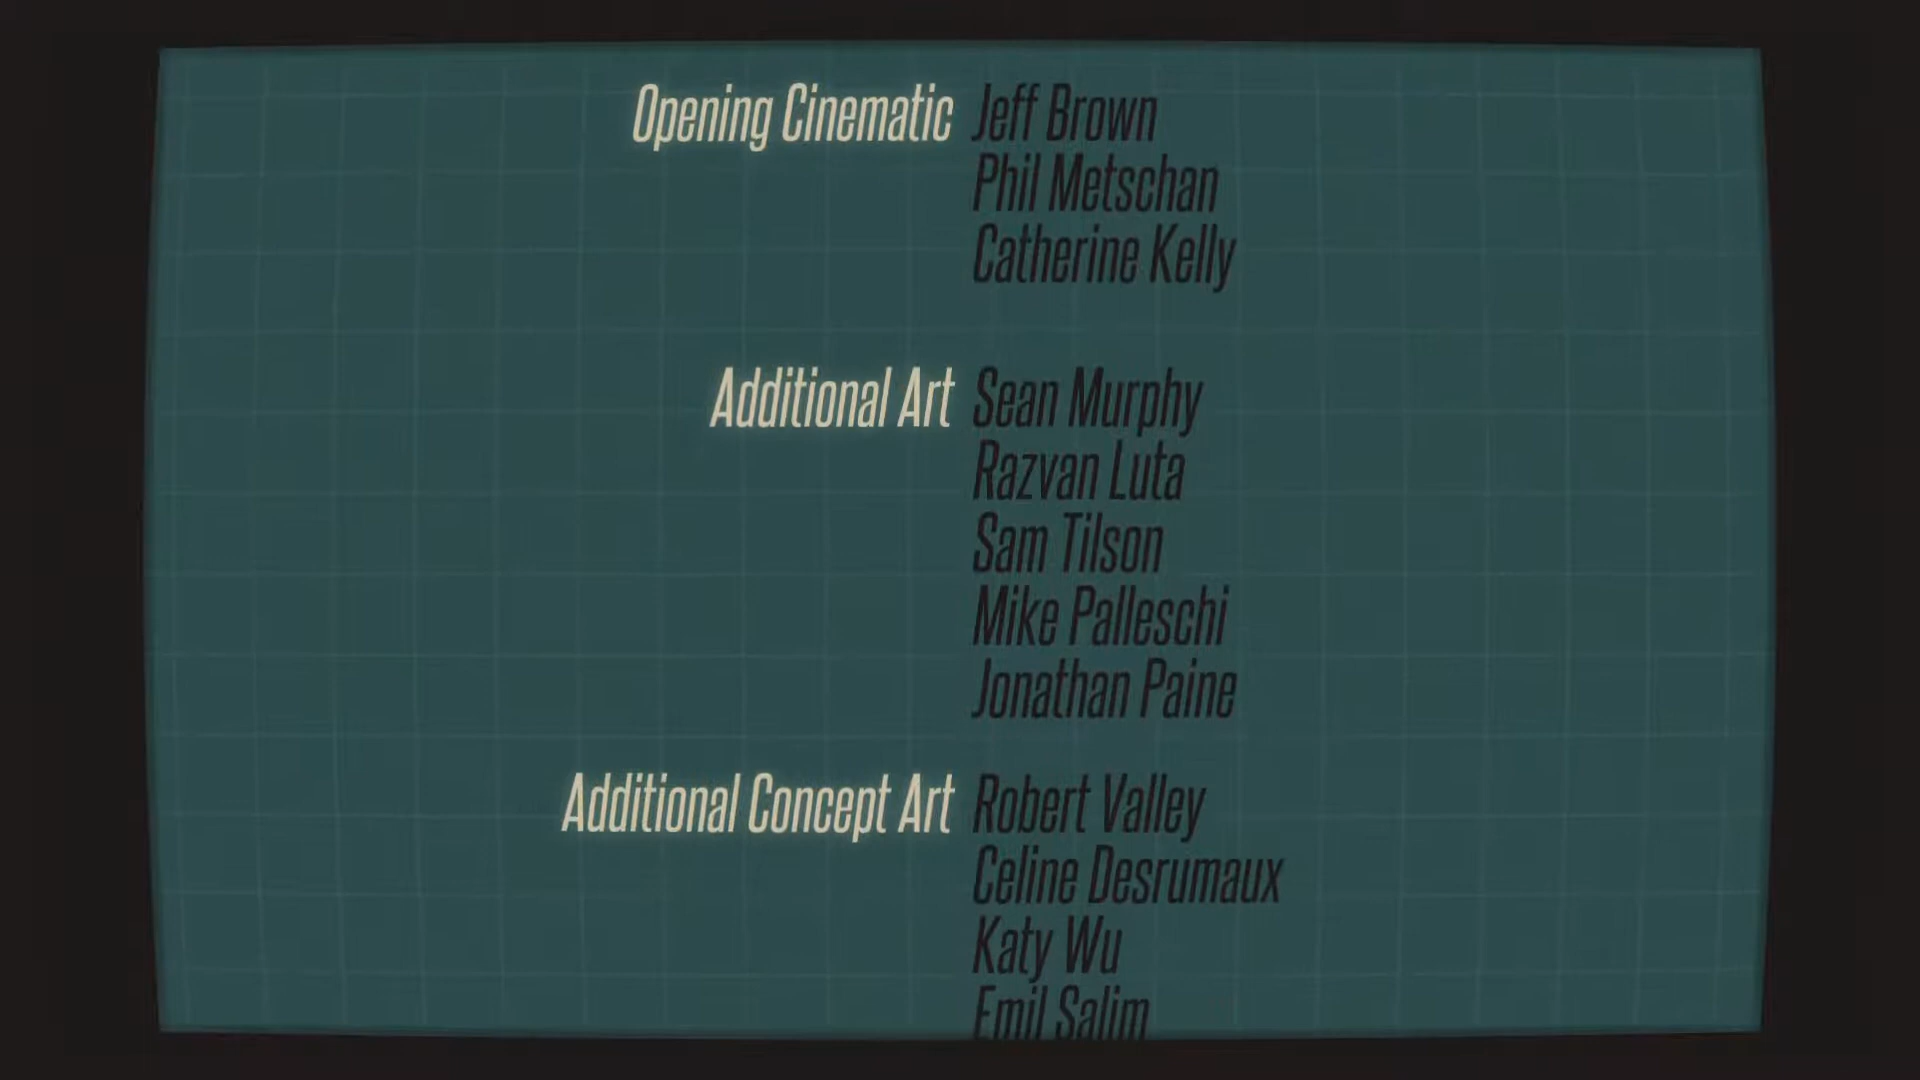 Opening Cinematic Jeff Brown
Phil Metschan
Catherine Kelly
Additional Art Sean Murphy
Razvan Luta
Sam Tilson
Mike Palleschi
Jonathan Paine
Additional Concept Art Robert Valley
Celine Desrumaux
Katy Wu
Emil Salim